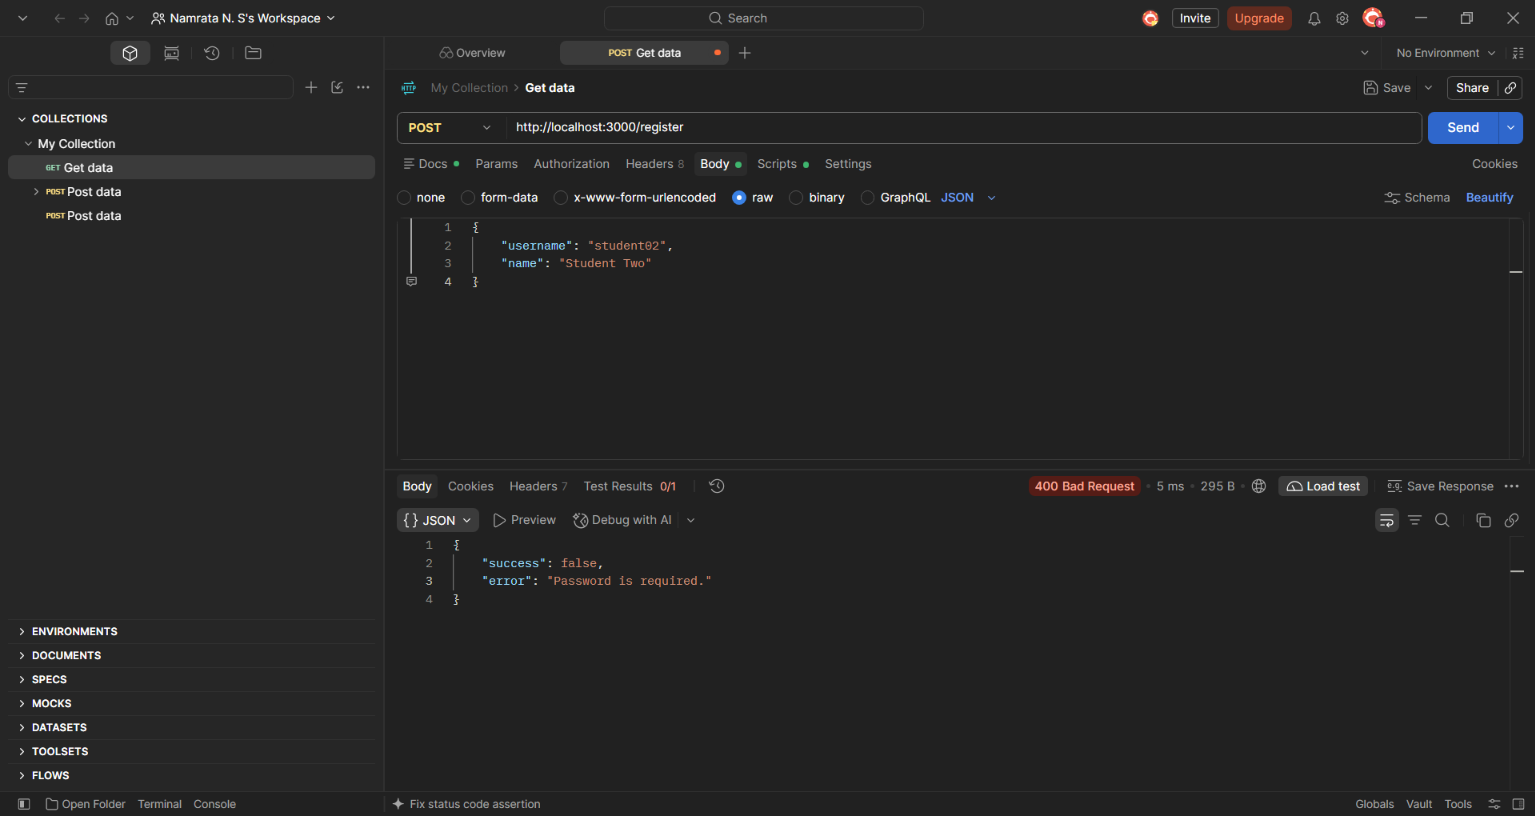 Namrata N. S's Workspace
Search
Invite
Upgrade
Overview
POST Get data
No Environment
COLLECTIONS
My Collection
GET Get data
POST Post data
POST Post data
HTTP
My Collection > Get data
Save
Share
POST
http://localhost:3000/register
Send
Docs
Params
Authorization
Headers 8
Body
Scripts
Settings
Cookies
none
form-data
x-www-form-urlencoded
raw
binary
GraphQL
JSON
Schema
Beautify
1 {
2 "username": "student02",
3 "name": "Student Two"
4 }
Body
Cookies
Headers 7
Test Results 0/1
400 Bad Request
5 ms
295 B
Load test
e.g. Save Response
{} JSON
Preview
Debug with AI
1 {
2 "success": false,
3 "error": "Password is required."
4 }
ENVIRONMENTS
DOCUMENTS
SPECS
MOCKS
DATASETS
TOOLSETS
FLOWS
Open Folder
Terminal
Console
Fix status code assertion
Globals
Vault
Tools